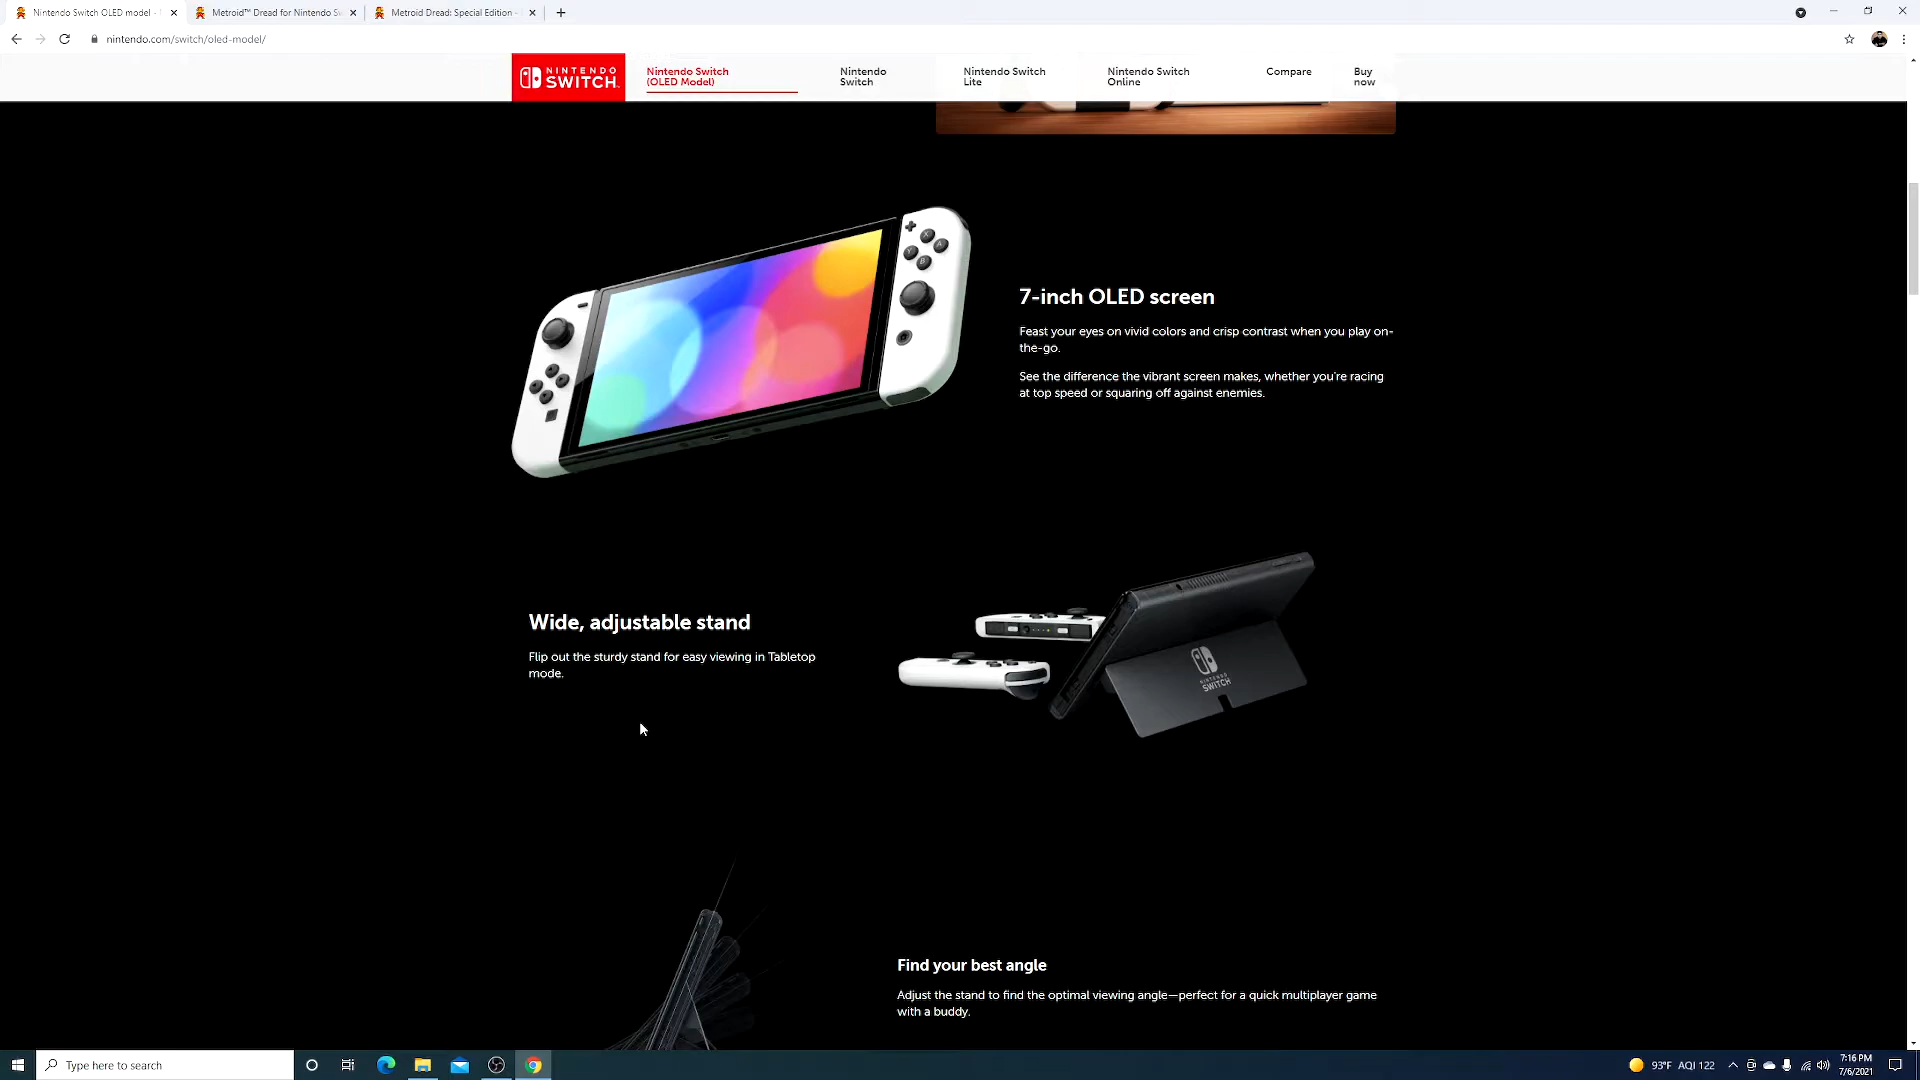 Nintendo Switch OLED model -
Metroid™ Dread for Nintendo Sw
Metroid Dread: Special Edition -
nintendo.com/switch/oled-model/
NINTENDO
SWITCH
Nintendo Switch
(OLED Model)
Nintendo
Switch
Nintendo Switch
Lite
Nintendo Switch
Online
Compare
Buy
now
X
A
Y
B
7-inch OLED screen
Feast your eyes on vivid colors and crisp contrast when you play on-
the-go.
See the difference the vibrant screen makes, whether you're racing
at top speed or squaring off against enemies.
Wide, adjustable stand
Flip out the sturdy stand for easy viewing in Tabletop
mode.
NINTENDO
SWITCH
Find your best angle
Adjust the stand to find the optimal viewing angle—perfect for a quick multiplayer game
with a buddy.
Type here to search
93°F AQI 122
7:16 PM
7/6/2021